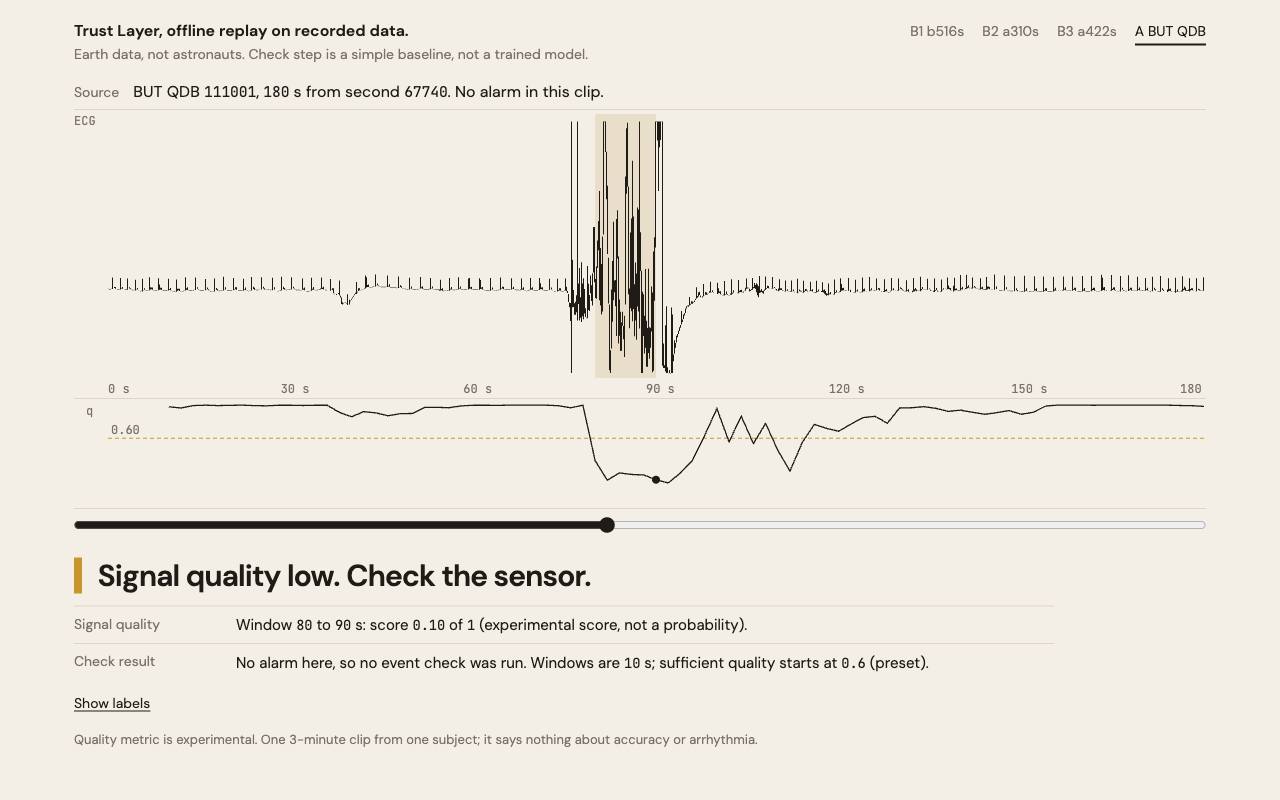 Trust Layer, offline replay on recorded data.
B1 b516s B2 a310s B3 a422s A BUT QDB
Earth data, not astronauts. Check step is a simple baseline, not a trained model.
Source BUT QDB 111001, 180 s from second 67740. No alarm in this clip.
ECG
0 s 30 s 60 s 90 s 120 s 150 s 180
q
0.60
Signal quality low. Check the sensor.
Signal quality Window 80 to 90 s: score 0.10 of 1 (experimental score, not a probability).
Check result No alarm here, so no event check was run. Windows are 10 s; sufficient quality starts at 0.6 (preset).
Show labels
Quality metric is experimental. One 3-minute clip from one subject; it says nothing about accuracy or arrhythmia.